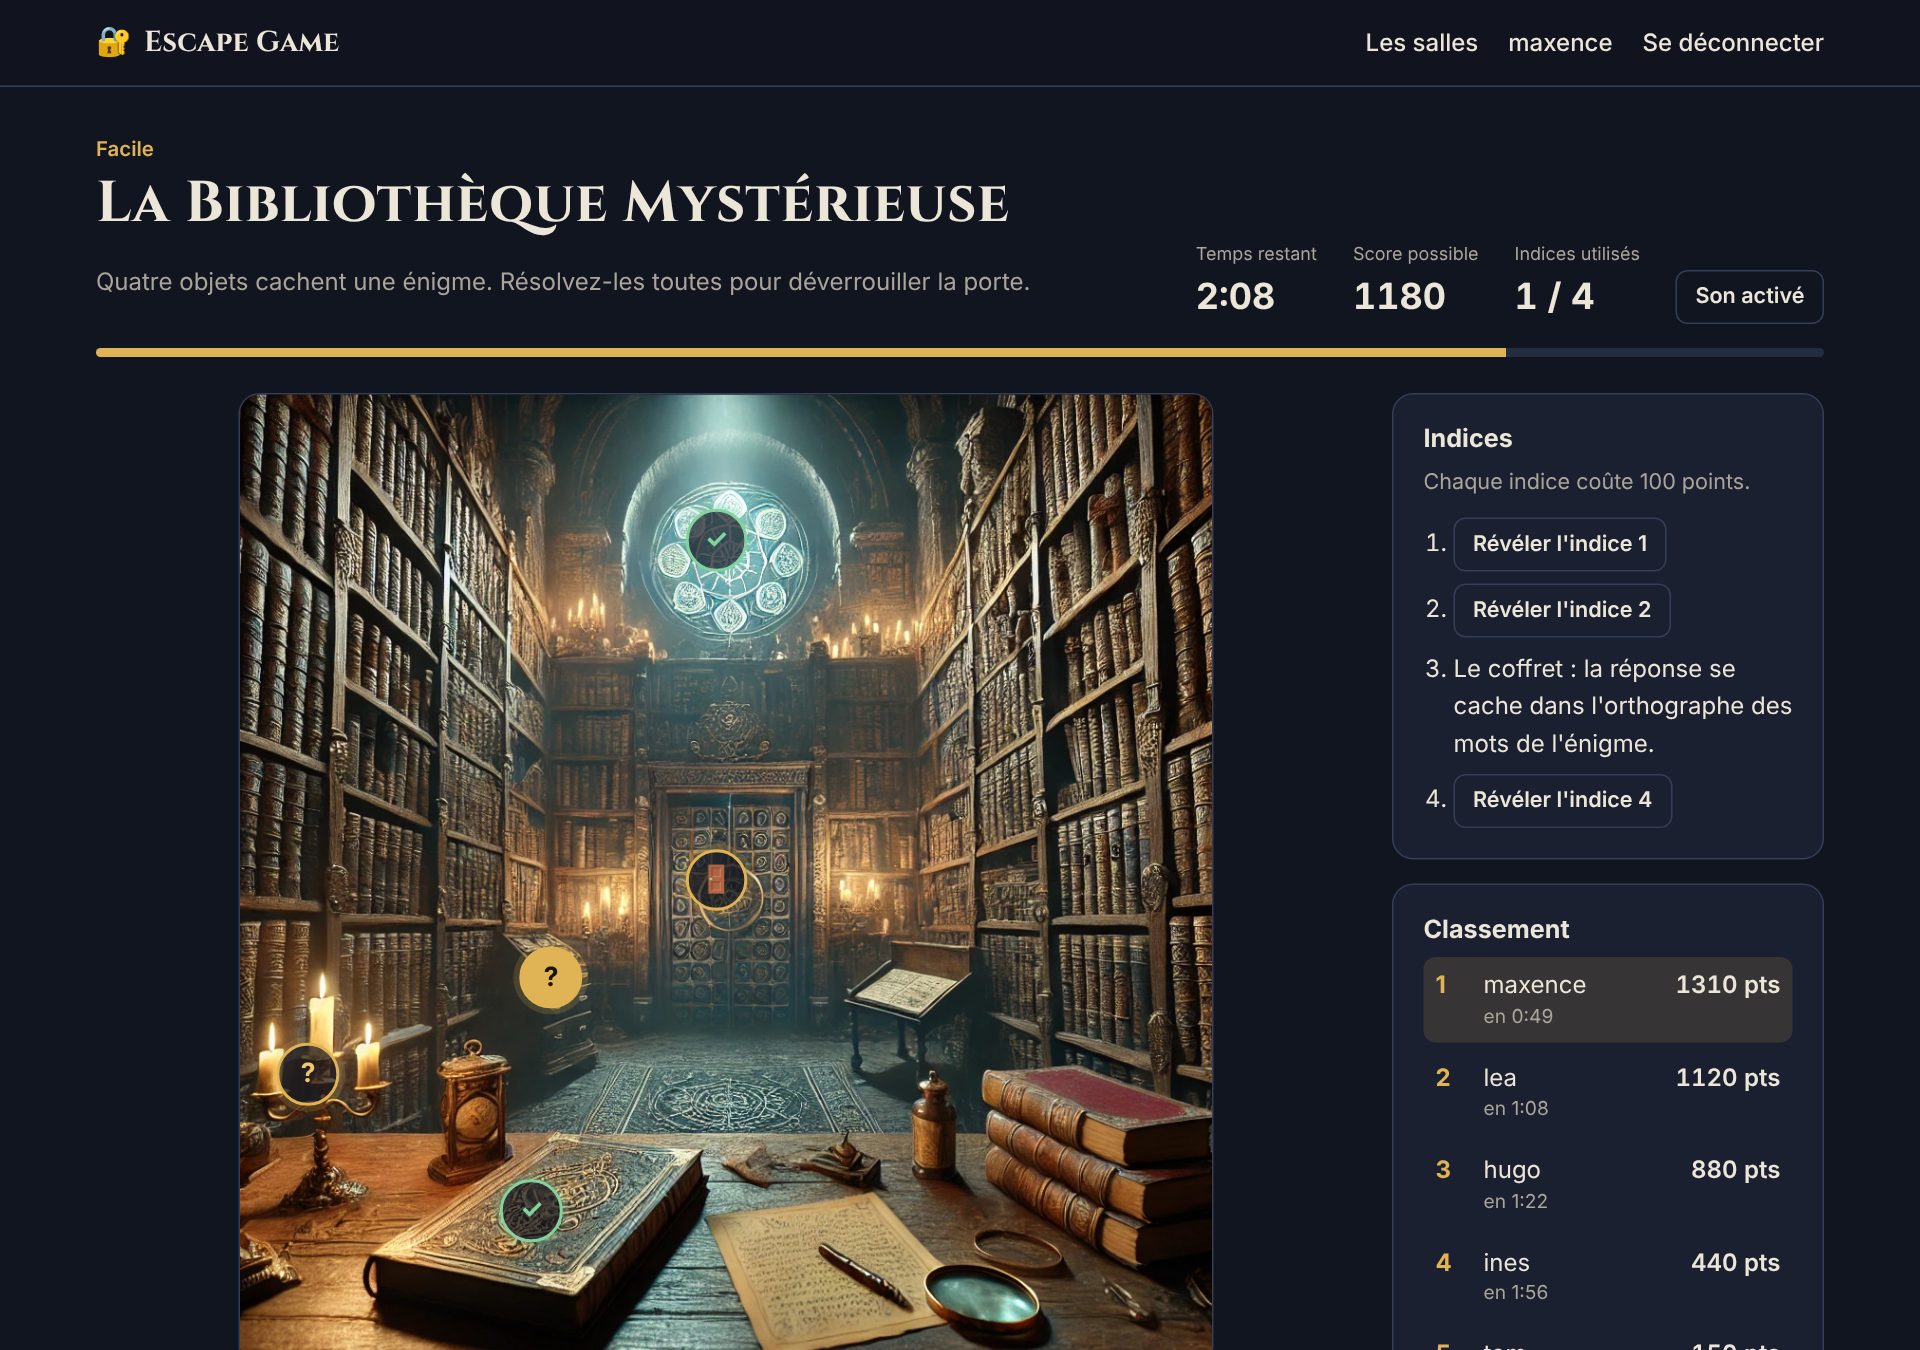 Escape Game
Les salles
maxence
Se déconnecter
Facile
La Bibliothèque Mystérieuse
Quatre objets cachent une énigme. Résolvez-les toutes pour déverrouiller la porte.
Temps restant
2:08
Score possible
1180
Indices utilisés
1 / 4
Son activé
?
?
Indices
Chaque indice coûte 100 points.
1. Révéler l'indice 1
2. Révéler l'indice 2
3. Le coffret : la réponse se
cache dans l'orthographe des
mots de l'énigme.
4. Révéler l'indice 4
Classement
1 maxence 1310 pts
en 0:49
2 lea 1120 pts
en 1:08
3 hugo 880 pts
en 1:22
4 ines 440 pts
en 1:56